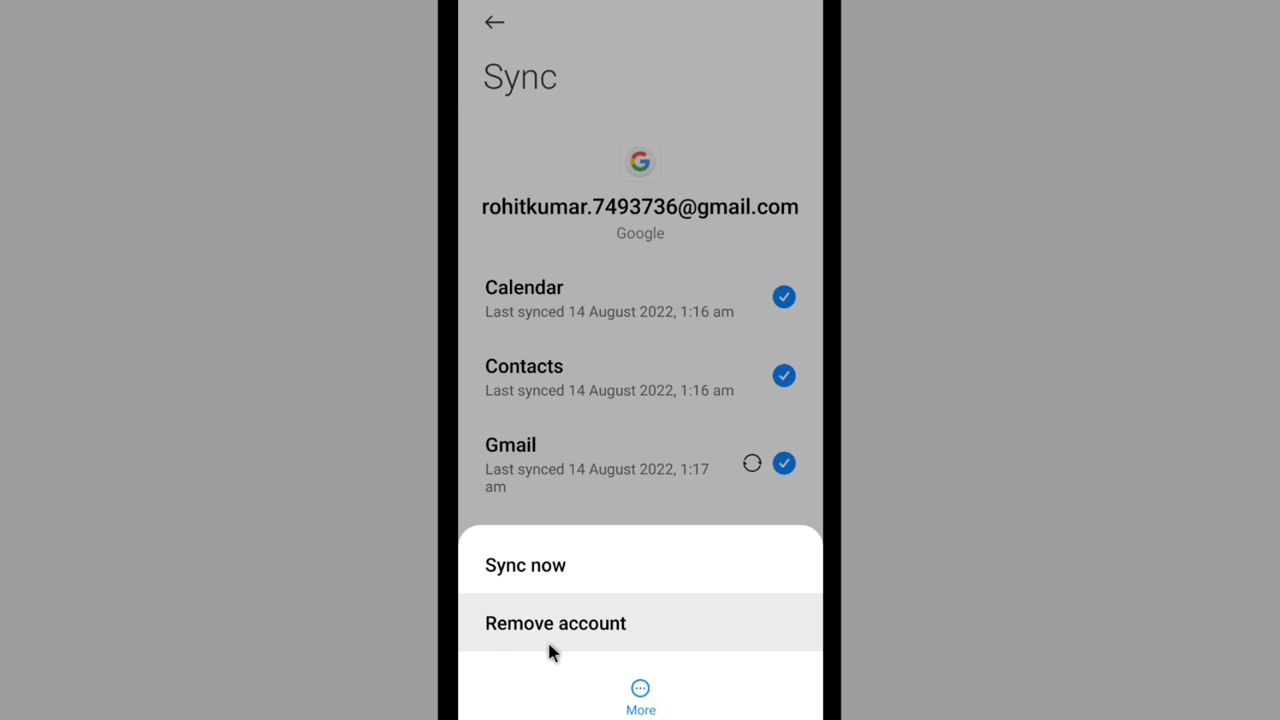 Sync
rohitkumar.7493736@gmail.com
Google
Calendar
Last synced 14 August 2022, 1:16 am
Contacts
Last synced 14 August 2022, 1:16 am
Gmail
Last synced 14 August 2022, 1:17
am
Sync now
Remove account
More